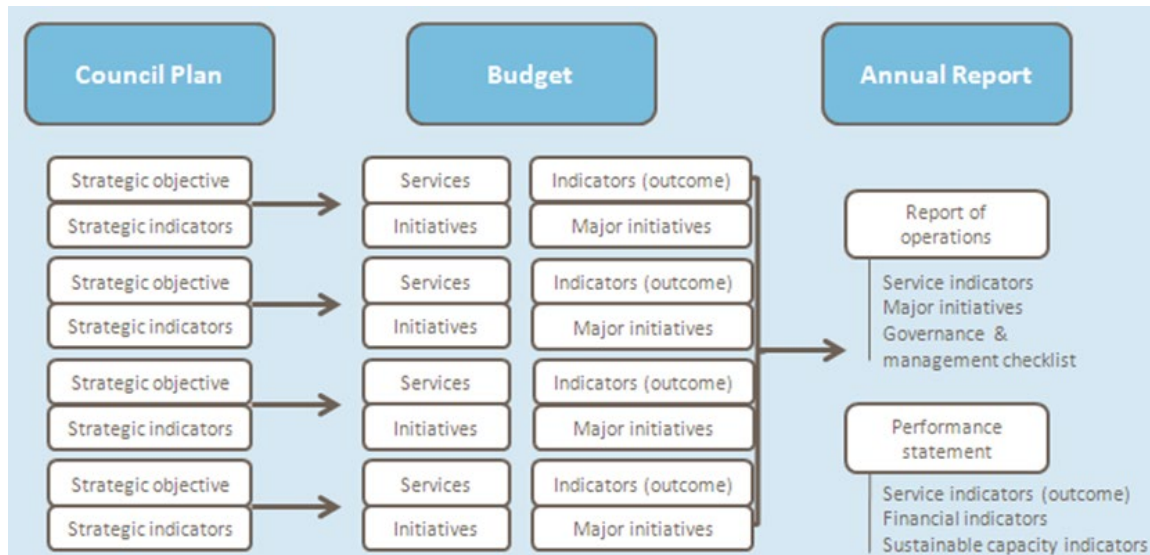 Council Plan
Budget
Annual Report
Strategic objective
Strategic indicators
Services
Initiatives
Indicators (outcome)
Major initiatives
Strategic objective
Strategic indicators
Services
Initiatives
Indicators (outcome)
Major initiatives
Strategic objective
Strategic indicators
Services
Initiatives
Indicators (outcome)
Major initiatives
Strategic objective
Strategic indicators
Services
Initiatives
Indicators (outcome)
Major initiatives
Report of
operations
Service indicators
Major initiatives
Governance &
management checklist
Performance
statement
Service indicators (outcome)
Financial indicators
Sustainable capacity indicators